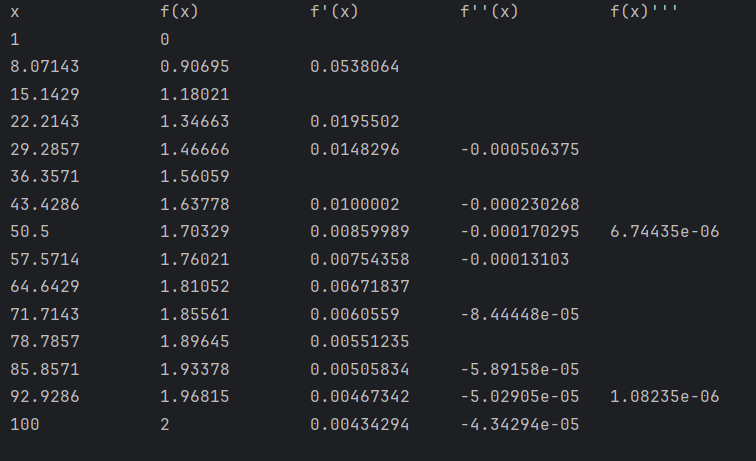 x f(x) f'(x) f''(x) f(x)'''
1 0
8.07143 0.90695 0.0538064
15.1429 1.18021
22.2143 1.34663 0.0195502
29.2857 1.46666 0.0148296 -0.000506375
36.3571 1.56059
43.4286 1.63778 0.0100002 -0.000230268
50.5 1.70329 0.00859989 -0.000170295 6.74435e-06
57.5714 1.76021 0.00754358 -0.00013103
64.6429 1.81052 0.00671837
71.7143 1.85561 0.0060559 -8.44448e-05
78.7857 1.89645 0.00551235
85.8571 1.93378 0.00505834 -5.89158e-05
92.9286 1.96815 0.00467342 -5.02905e-05 1.08235e-06
100 2 0.00434294 -4.34294e-05